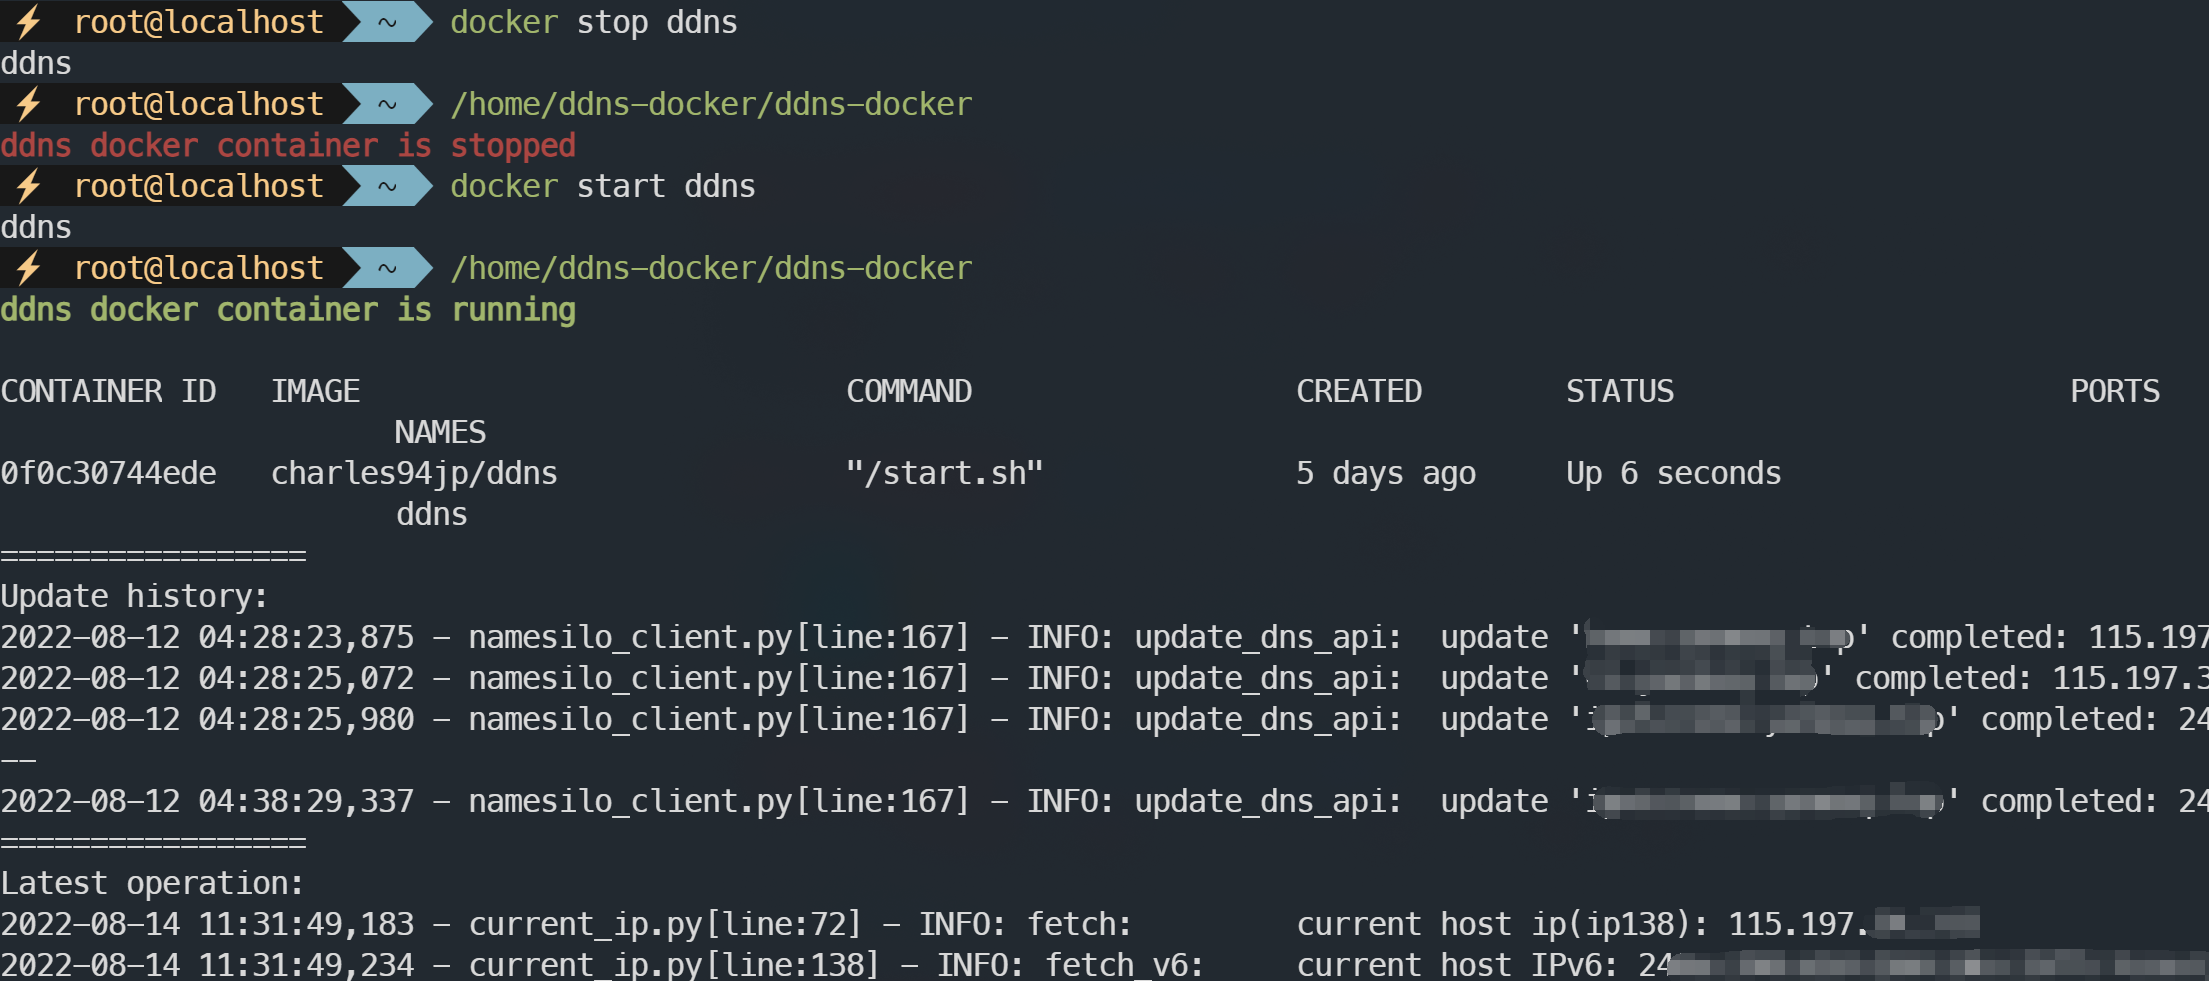 ⚡ root@localhost ~ docker stop ddns
ddns
⚡ root@localhost ~ /home/ddns-docker/ddns-docker
ddns docker container is stopped
⚡ root@localhost ~ docker start ddns
ddns
⚡ root@localhost ~ /home/ddns-docker/ddns-docker
ddns docker container is running
CONTAINER ID   IMAGE   COMMAND   CREATED   STATUS   PORTS
NAMES
0f0c30744ede   charles94jp/ddns   "/start.sh"   5 days ago   Up 6 seconds
ddns
=================
Update history:
2022-08-12 04:28:23,875 - namesilo_client.py[line:167] - INFO: update_dns_api:  update ' ' completed: 115.197
2022-08-12 04:28:25,072 - namesilo_client.py[line:167] - INFO: update_dns_api:  update ' ' completed: 115.197.3
2022-08-12 04:28:25,980 - namesilo_client.py[line:167] - INFO: update_dns_api:  update ' ' completed: 24
--
2022-08-12 04:38:29,337 - namesilo_client.py[line:167] - INFO: update_dns_api:  update ' ' completed: 24
=================
Latest operation:
2022-08-14 11:31:49,183 - current_ip.py[line:72] - INFO: fetch:   current host ip(ip138): 115.197.
2022-08-14 11:31:49,234 - current_ip.py[line:138] - INFO: fetch_v6:   current host IPv6: 24